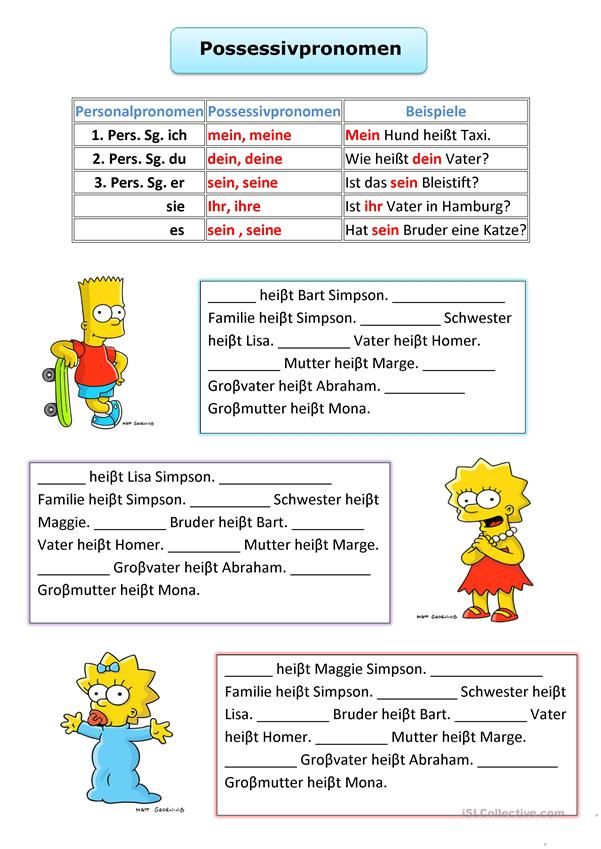 Possessivpronomen
Personalpronomen Possessivpronomen Beispiele
1. Pers. Sg. ich mein, meine Mein Hund heißt Taxi.
2. Pers. Sg. du dein, deine Wie heißt dein Vater?
3. Pers. Sg. er sein, seine Ist das sein Bleistift?
sie Ihr, ihre Ist ihr Vater in Hamburg?
es sein , seine Hat sein Bruder eine Katze?
______ heiβt Bart Simpson. ______________
Familie heiβt Simpson. __________ Schwester
heiβt Lisa. __________ Vater heiβt Homer.
_________ Mutter heiβt Marge. _________
Groβvater heiβt Abraham. __________
Groβmutter heiβt Mona.
MATT GROENING
______ heiβt Lisa Simpson. ______________
Familie heiβt Simpson. __________ Schwester heiβt
Maggie. _________ Bruder heiβt Bart. _________
Vater heiβt Homer. _________ Mutter heiβt Marge.
_________ Groβvater heiβt Abraham. __________
Groβmutter heiβt Mona.
MATT GROENING
______ heiβt Maggie Simpson. ______________
Familie heiβt Simpson. __________ Schwester heiβt
Lisa. _________ Bruder heiβt Bart. _________ Vater
heiβt Homer. _________ Mutter heiβt Marge.
_________ Groβvater heiβt Abraham. __________
Groβmutter heiβt Mona.
MATT GROENING
iSLCollective.com